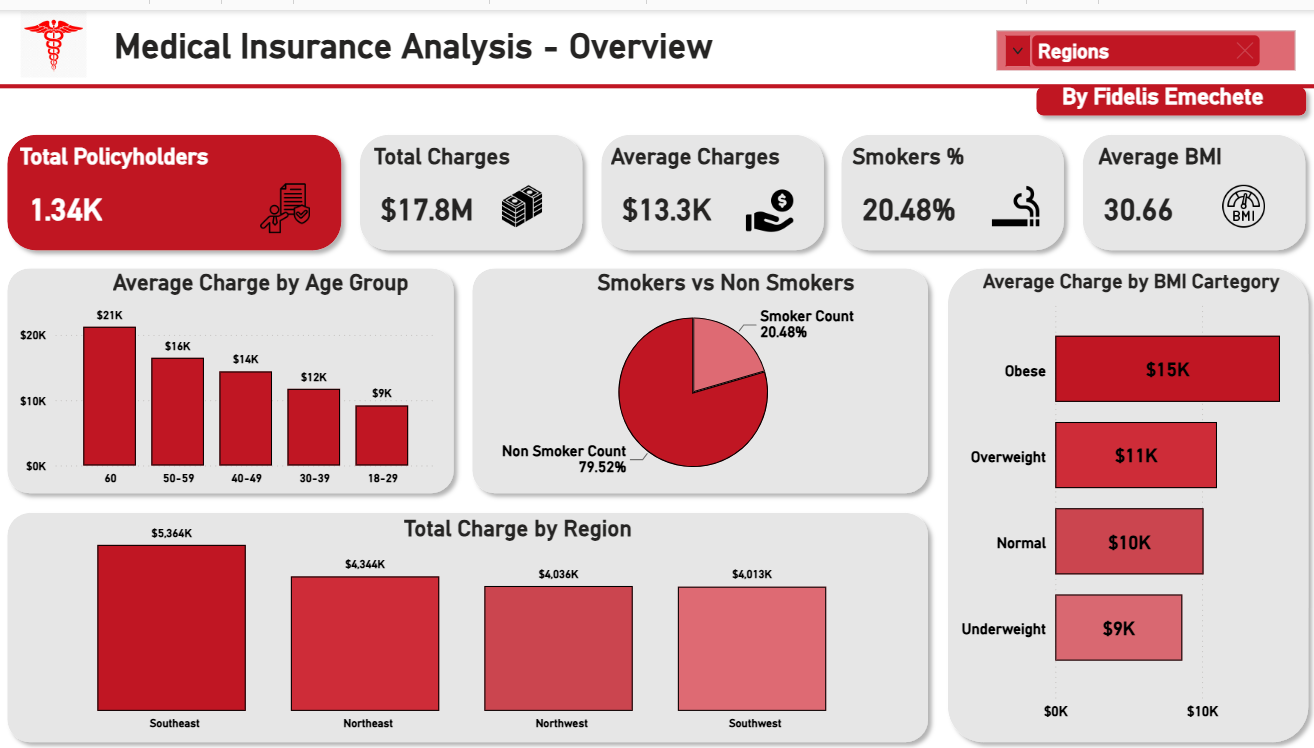 Medical Insurance Analysis - Overview
Regions
By Fidelis Emechete
Total Policyholders
1.34K
Total Charges
$17.8M
Average Charges
$13.3K
$
Smokers %
20.48%
Average BMI
30.66
BMI
Average Charge by Age Group
$20K
$10K
$0K
$21K
$16K
$14K
$12K
$9K
60
50-59
40-49
30-39
18-29
Smokers vs Non Smokers
Smoker Count
20.48%
Non Smoker Count
79.52%
Average Charge by BMI Cartegory
Obese
$15K
Overweight
$11K
Normal
$10K
Underweight
$9K
$0K
$10K
Total Charge by Region
$5,364K
$4,344K
$4,036K
$4,013K
Southeast
Northeast
Northwest
Southwest